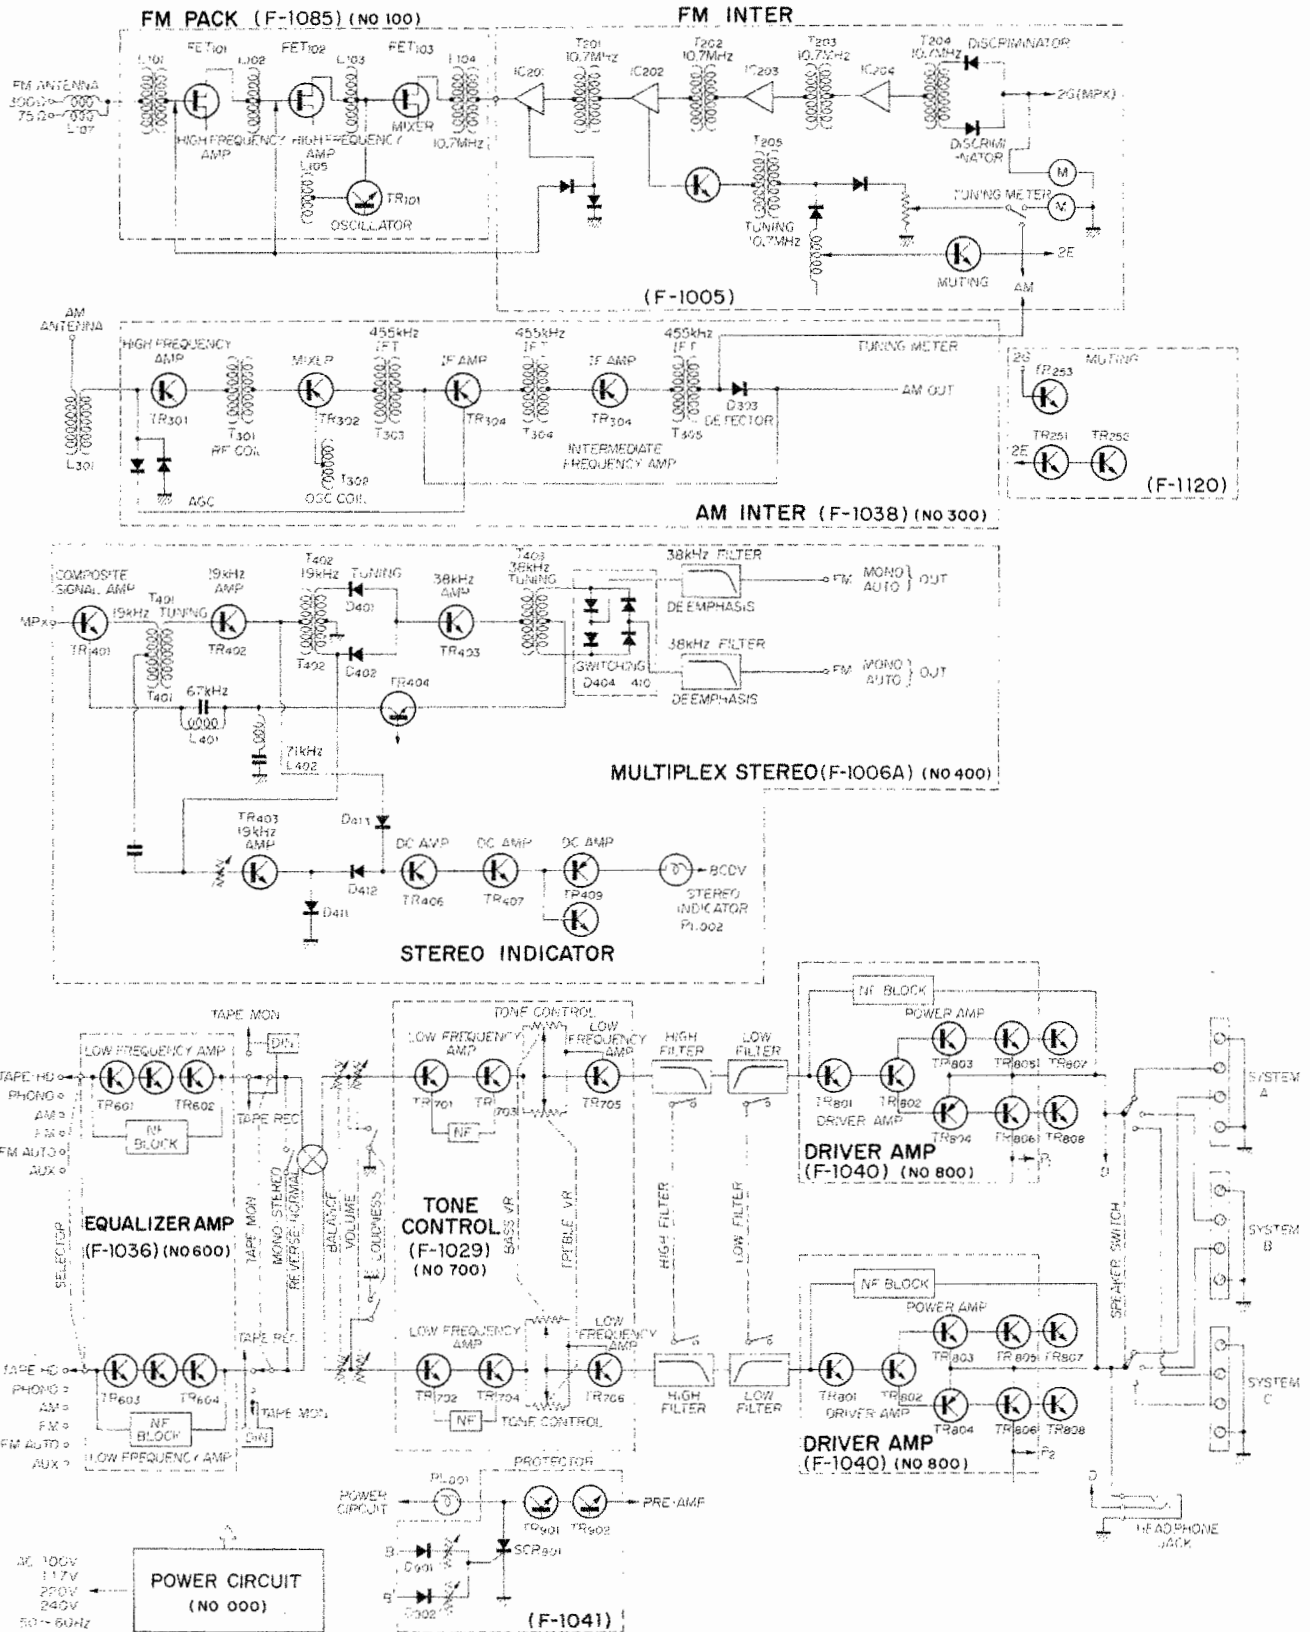 FM PACK (F-1085) (NO 100)
FM INTER
L101
FET101
L102
FET102
L103
FET103
L104
FM ANTENNA
300Ω
75Ω
L107
HIGH FREQUENCY AMP
HIGH FREQUENCY AMP
MIXER
10.7MHz
L105
TR101
OSCILLATOR
IC201
T201
10.7MHz
IC202
T202
10.7MHz
IC203
T203
10.7MHz
IC204
T204
10.7MHz
DISCRIMINATOR
2G(MPX)
DISCRIMI
-NATOR
T205
TUNING
10.7MHz
M
TUNING METER
M
2E
MUTING
AM
(F-1005)
AM
ANTENNA
L301
HIGH FREQUENCY
AMP
TR301
T301
RF COIL
MIXER
TR302
T302
OSC COIL
455kHz
IFT
T303
IF AMP
TR304
455kHz
IFT
T304
IF AMP
TR304
INTERMEDIATE
FREQUENCY AMP
455kHz
IFT
T305
D303
DETECTOR
TUNING METER
AM OUT
AGC
AM INTER (F-1038) (NO 300)
2G
MUTING
TR253
TR251
TR252
2E
(F-1120)
COMPOSITE
SIGNAL AMP
MPX
TR401
T401
19kHz TUNING
T401
19kHz
AMP
TR402
T402
19kHz TUNING
D401
T402
D402
38kHz
AMP
TR403
T403
38kHz
TUNING
SWITCHING
D404 410
38kHz FILTER
DEEMPHASIS
FM MONO
AUTO
OUT
38kHz FILTER
DEEMPHASIS
FM MONO
AUTO
OUT
67kHz
L401
TR404
71kHz
L402
MULTIPLEX STEREO(F-1006A) (NO 400)
TR403
19kHz
AMP
D413
D412
D411
DC AMP
TR406
DC AMP
TR407
DC AMP
TR409
8CDV
STEREO
INDICATOR
PL002
STEREO INDICATOR
TAPE MON
DIN
LOW FREQUENCY AMP
TAPE HD
PHONO
AM
FM
FM AUTO
AUX
TR601
TR602
NF
BLOCK
TAPE REC
EQUALIZER AMP
(F-1036) (NO 600)
SELECTOR
TAPE MON
MONO STEREO
REVERSE-NORMAL
BALANCE
VOLUME
LOUDNESS
TONE CONTROL
LOW FREQUENCY
AMP
LOW
FREQUENCY
AMP
TR701
TR703
TR705
NF
TONE
CONTROL
(F-1029)
(NO 700)
BASS VR
TREBLE VR
HIGH
FILTER
LOW
FILTER
HIGH FILTER
LOW FILTER
NF BLOCK
POWER AMP
TR801
TR802
TR803
TR805
TR807
TR804
TR806
TR808
DRIVER AMP
P1
DRIVER AMP
(F-1040) (NO 800)
SPEAKER SWITCH
SYSTEM
A
SYSTEM
B
SYSTEM
C
TAPE HD
PHONO
AM
FM
FM AUTO
AUX
TR603
TR604
NF
BLOCK
LOW FREQUENCY AMP
TAPE REC
TAPE MON
DIN
LOW FREQUENCY
AMP
LOW
FREQUENCY
AMP
TR702
TR704
TR706
NF
TONE CONTROL
HIGH
FILTER
LOW
FILTER
NF BLOCK
POWER AMP
TR801
TR802
TR803
TR805
TR807
TR804
TR806
TR808
DRIVER AMP
P2
DRIVER AMP
(F-1040) (NO 800)
HEADPHONE
JACK
PROTECTOR
PL001
POWER
CIRCUIT
TR901
TR902
PRE-AMP
SCR901
B
D901
B'
D902
(F-1041)
AC 100V
117V
220V
240V
50~60Hz
POWER CIRCUIT
(NO 000)